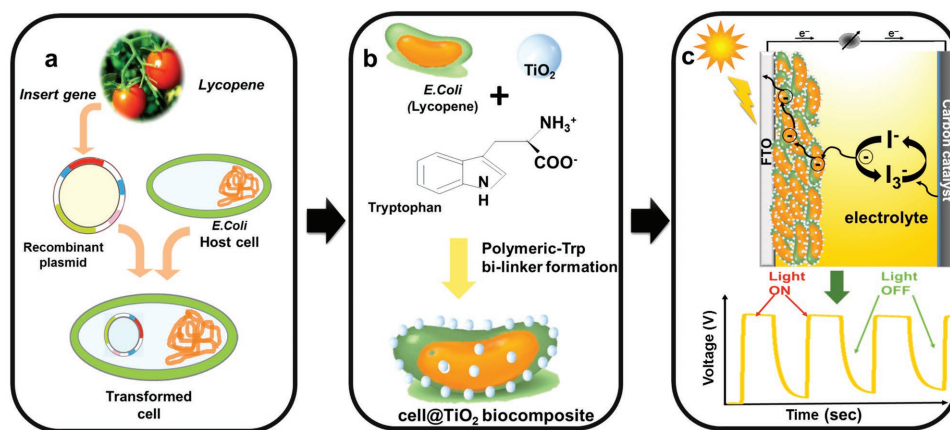 a
Insert gene
Lycopene
Recombinant
plasmid
E.Coli
Host cell
Transformed
cell
b
E.Coli
(Lycopene)
+
TiO2
NH3+
COO-
N
H
Tryptophan
Polymeric-Trp
bi-linker formation
cell@TiO2 biocomposite
c
e-
e-
FTO
I-
I3-
electrolyte
Carbon catalyst
Light
ON
Light
OFF
Voltage (V)
Time (sec)